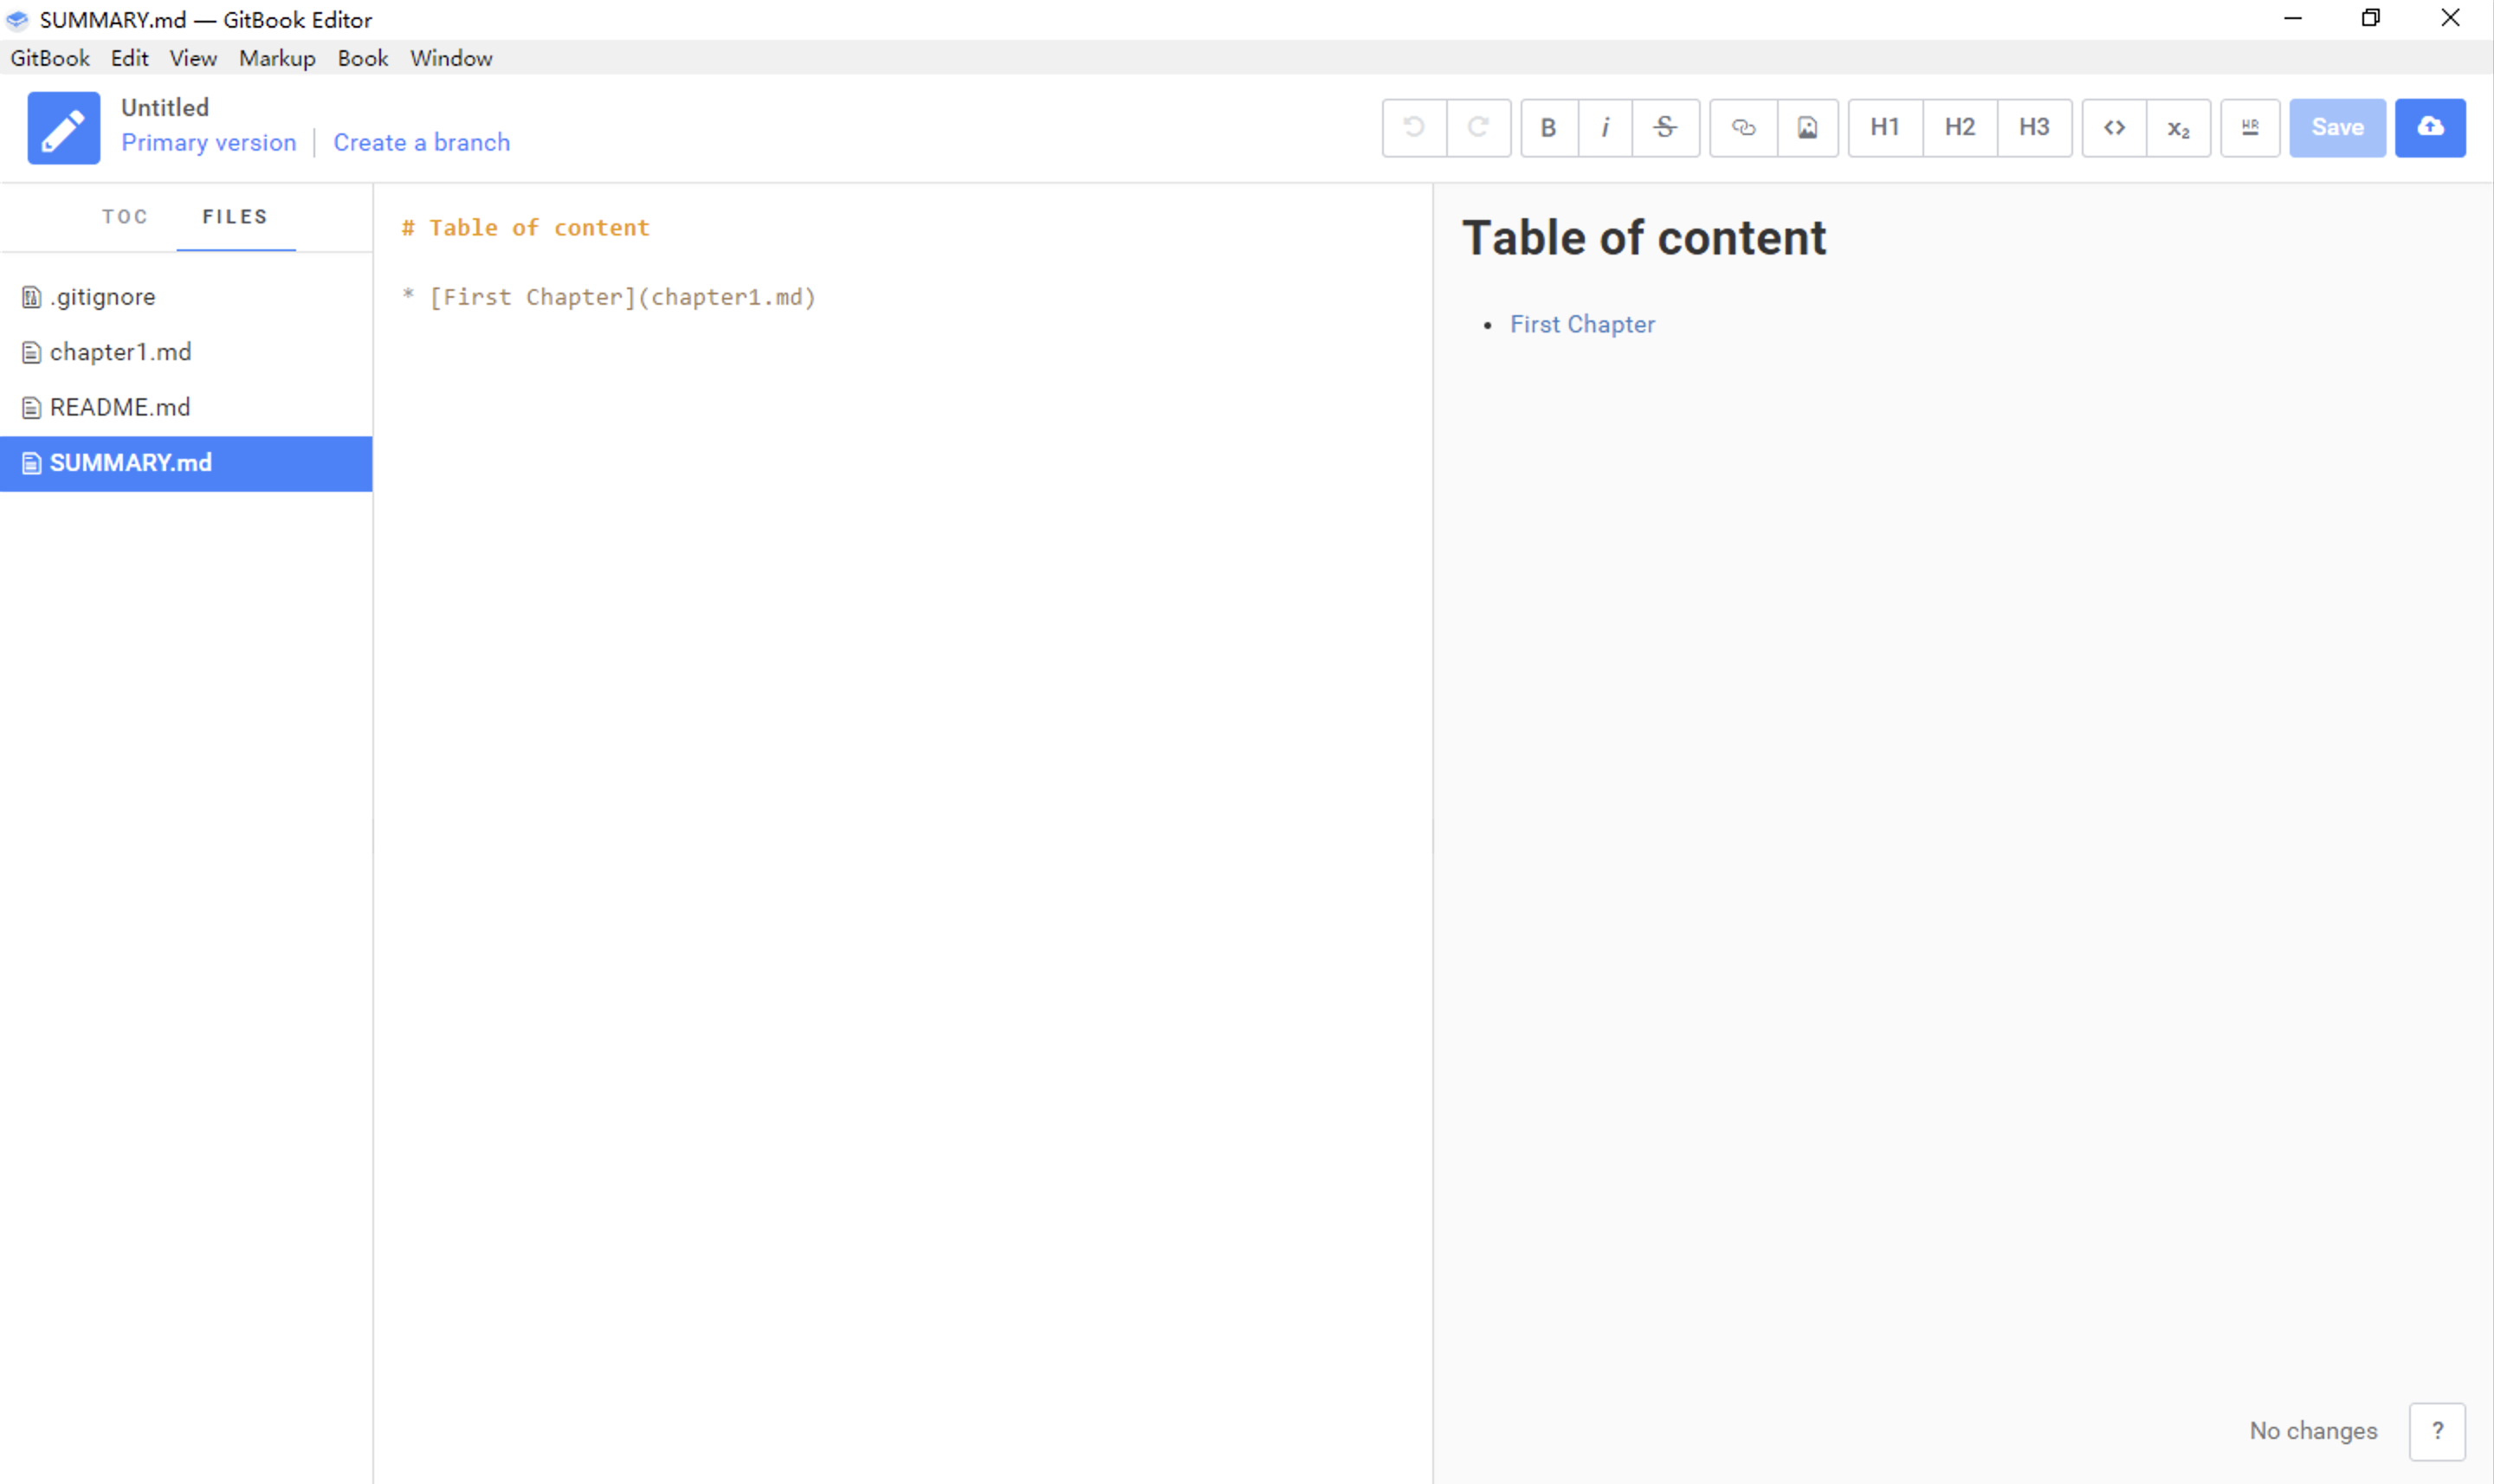 SUMMARY.md — GitBook Editor
GitBook Edit View Markup Book Window
Untitled
Primary version | Create a branch
B i S H1 H2 H3 <> x₂ HR Save
TOC FILES
.gitignore
chapter1.md
README.md
SUMMARY.md
# Table of content
* [First Chapter](chapter1.md)
Table of content
• First Chapter
No changes ?